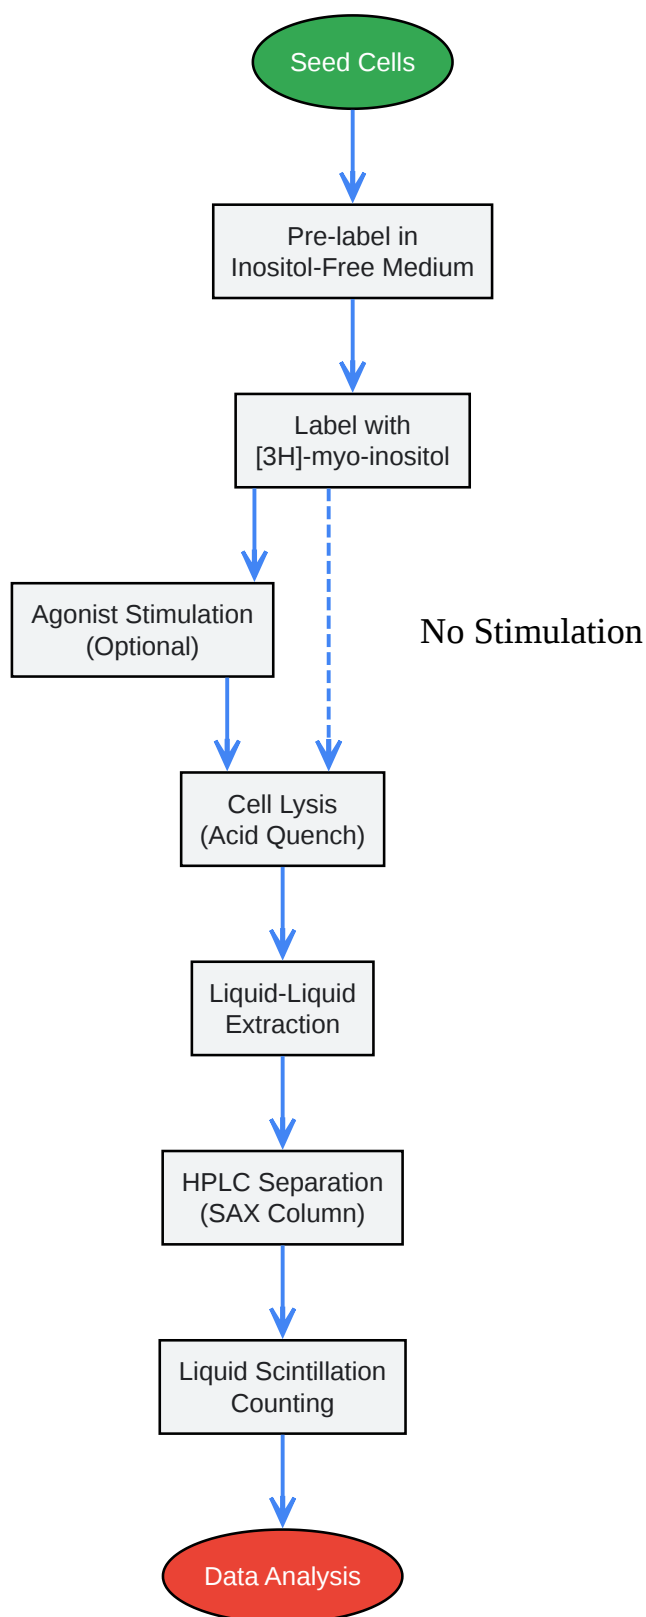 Seed Cells
Pre-label in
Inositol-Free Medium
Label with
[3H]-myo-inositol
Agonist Stimulation
(Optional)
No Stimulation
Cell Lysis
(Acid Quench)
Liquid-Liquid
Extraction
HPLC Separation
(SAX Column)
Liquid Scintillation
Counting
Data Analysis